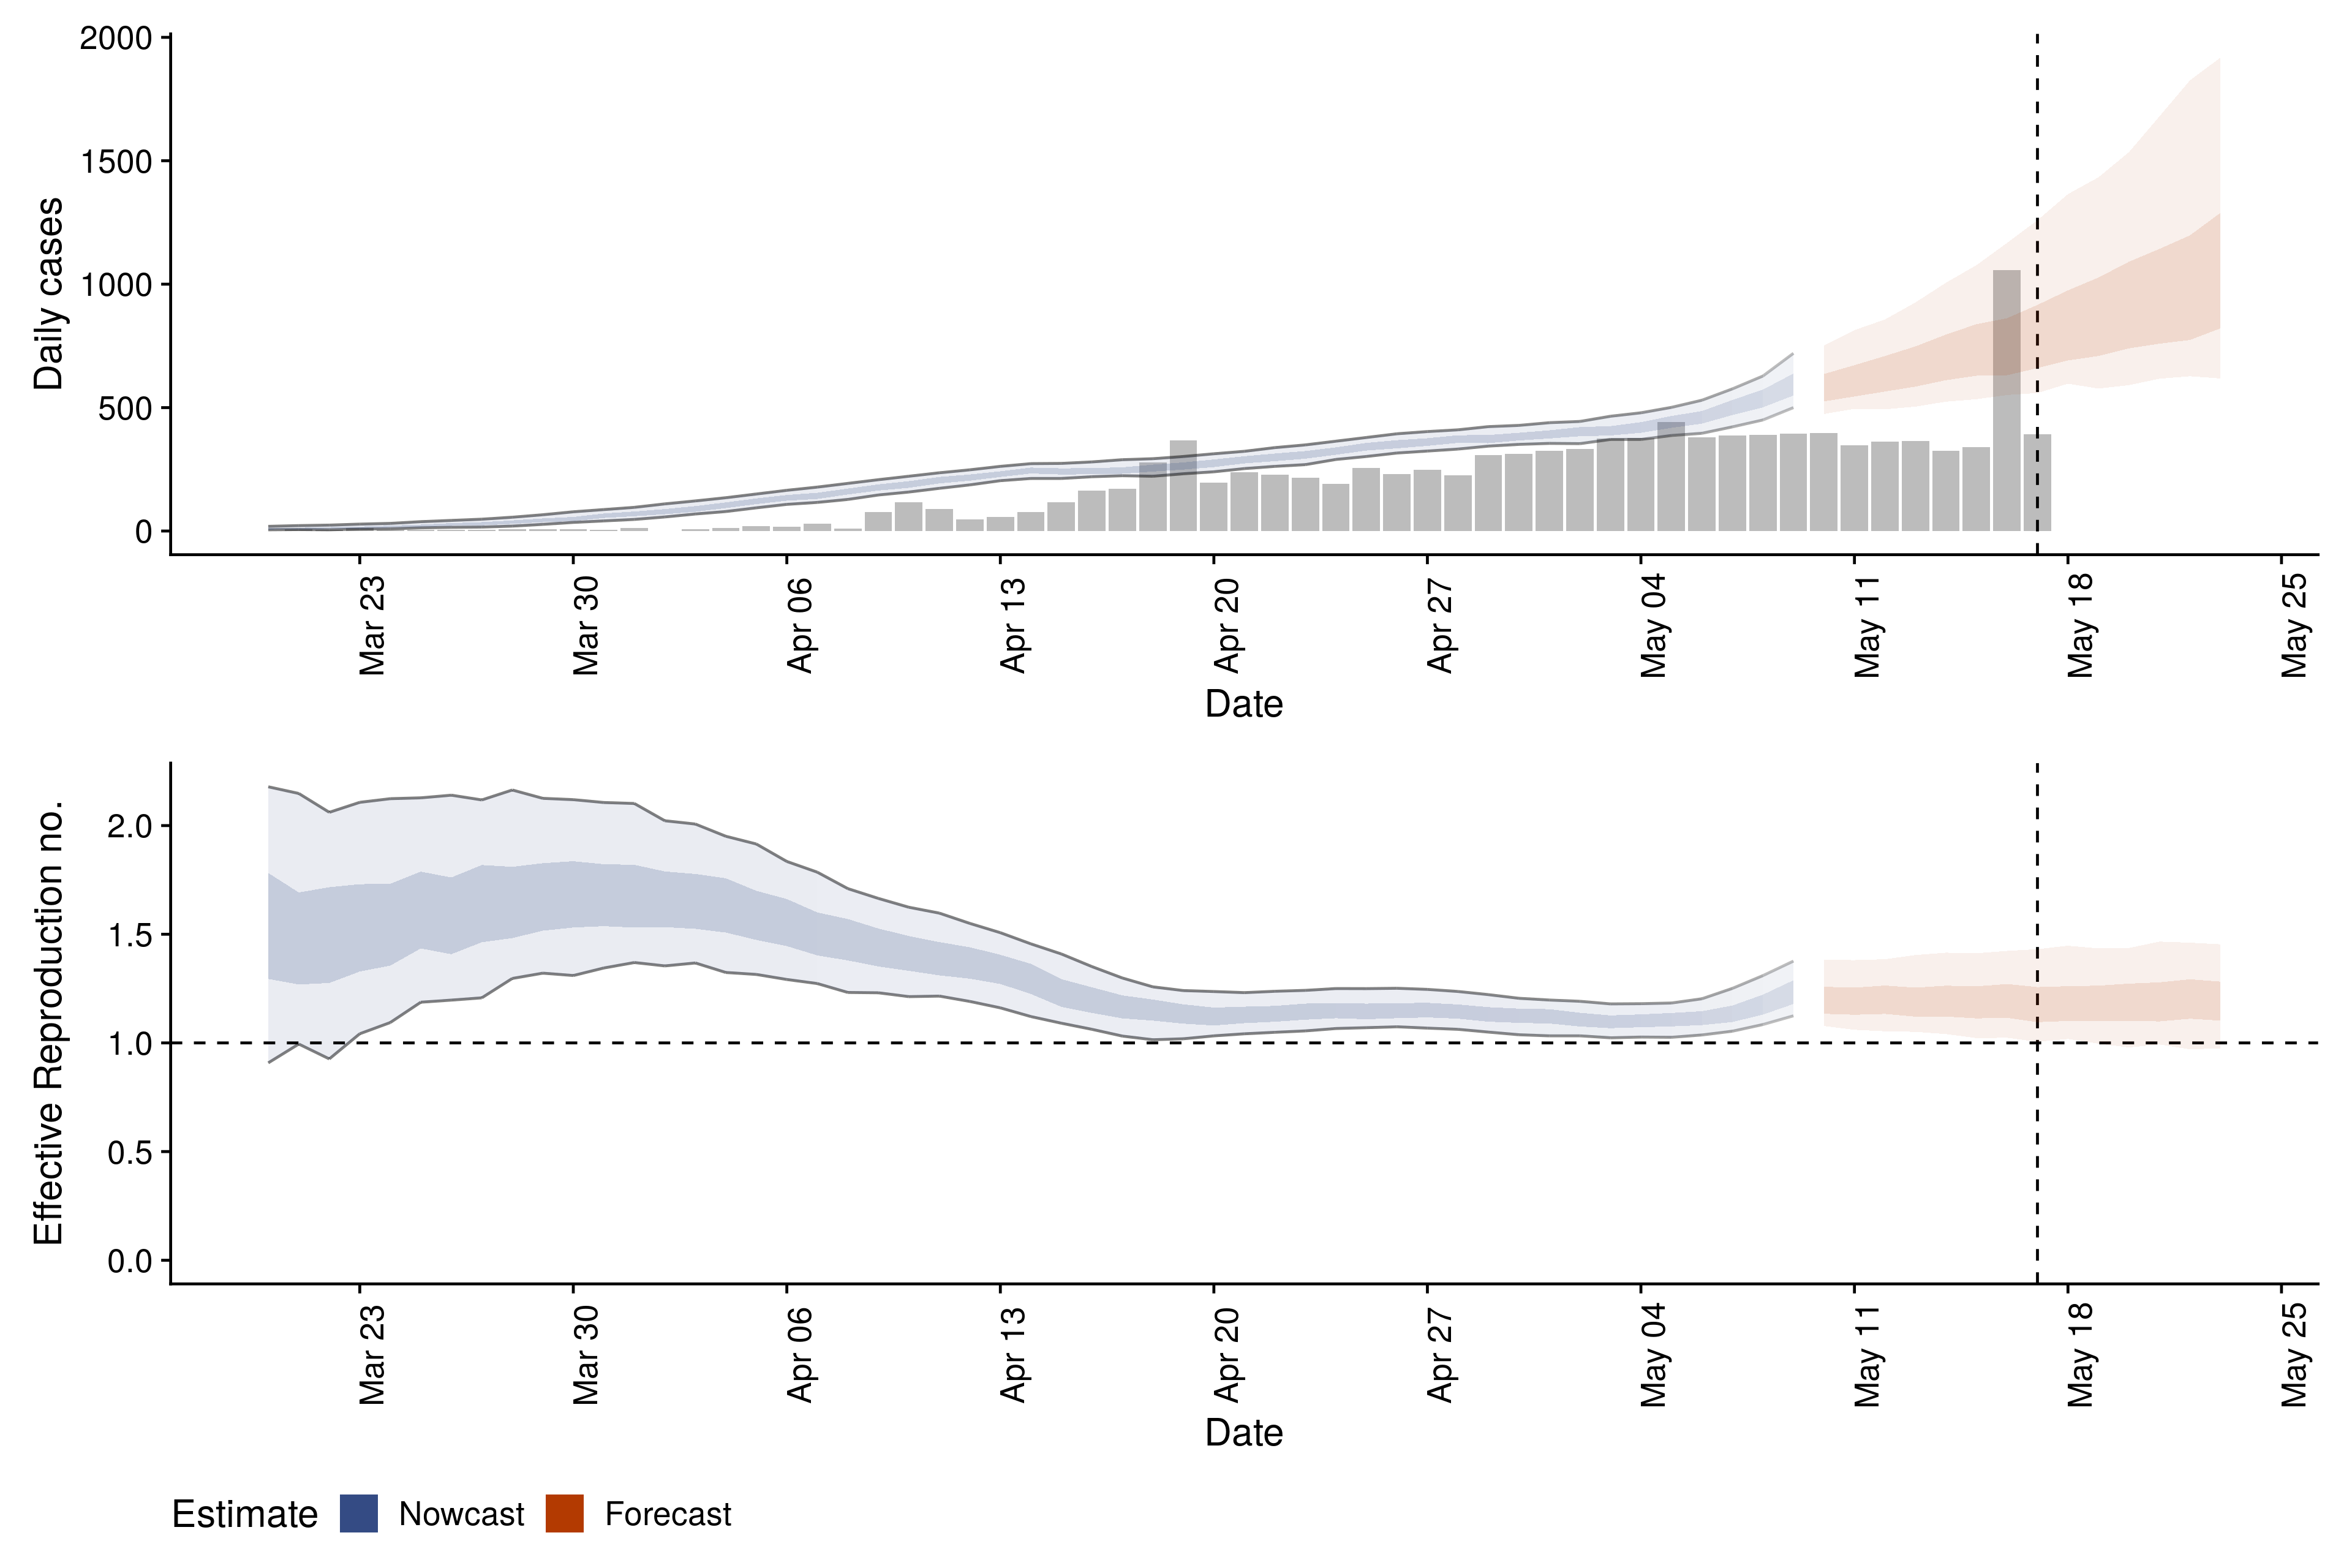 Daily cases
2000
1500
1000
500
0
Mar 23
Mar 30
Apr 06
Apr 13
Apr 20
Apr 27
May 04
May 11
May 18
May 25
Date
Effective Reproduction no.
2.0
1.5
1.0
0.5
0.0
Mar 23
Mar 30
Apr 06
Apr 13
Apr 20
Apr 27
May 04
May 11
May 18
May 25
Date
Estimate Nowcast Forecast